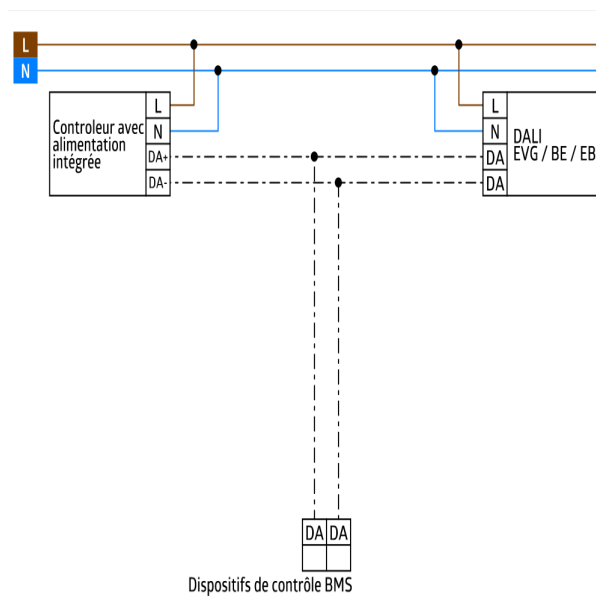 L
N
Controleur avec
alimentation
intégrée
L
N
DA+
DA-
L
N
DA
DA
DALI
EVG / BE / EB
DA DA
Dispositifs de contrôle BMS